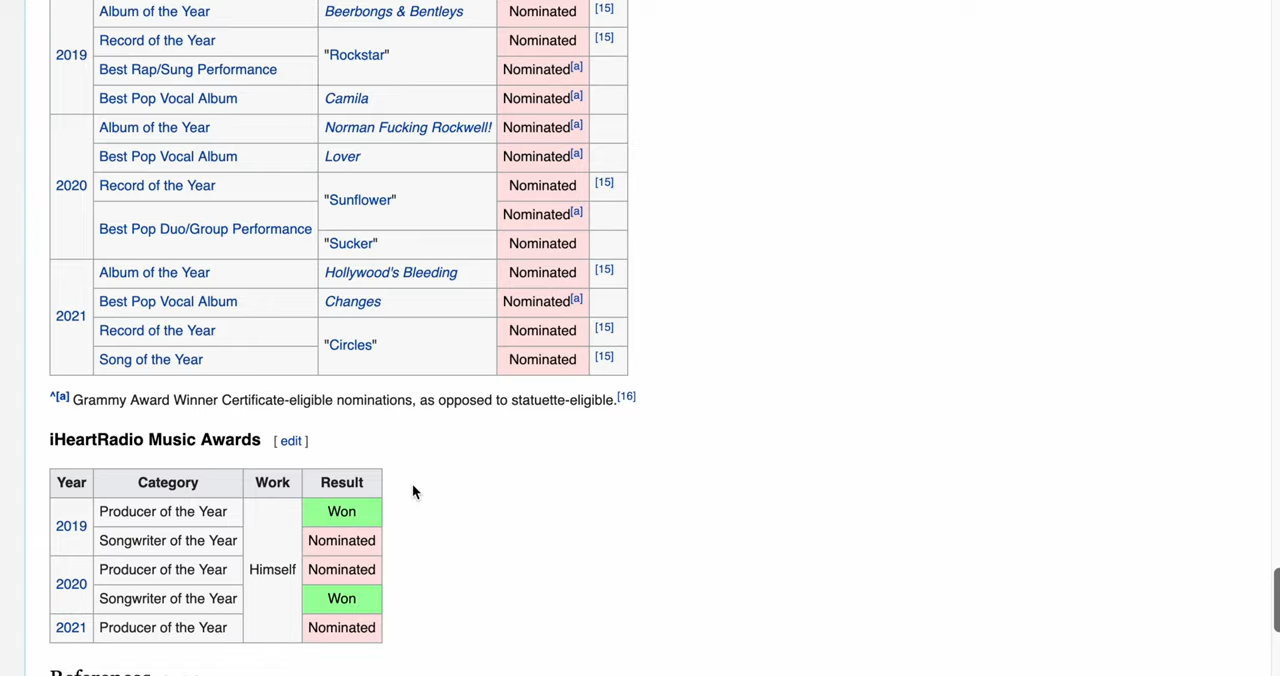 Album of the Year Beerbongs & Bentleys Nominated [15]
2019 Record of the Year "Rockstar" Nominated [15]
Best Rap/Sung Performance Nominated[a]
Best Pop Vocal Album Camila Nominated[a]
2020 Album of the Year Norman Fucking Rockwell! Nominated[a]
Best Pop Vocal Album Lover Nominated[a]
Record of the Year "Sunflower" Nominated [15]
Best Pop Duo/Group Performance Nominated[a]
"Sucker" Nominated
2021 Album of the Year Hollywood's Bleeding Nominated [15]
Best Pop Vocal Album Changes Nominated[a]
Record of the Year "Circles" Nominated [15]
Song of the Year Nominated [15]
^[a] Grammy Award Winner Certificate-eligible nominations, as opposed to statuette-eligible.[16]
iHeartRadio Music Awards [ edit ]
Year Category Work Result
2019 Producer of the Year Himself Won
Songwriter of the Year Nominated
2020 Producer of the Year Nominated
Songwriter of the Year Won
2021 Producer of the Year Nominated